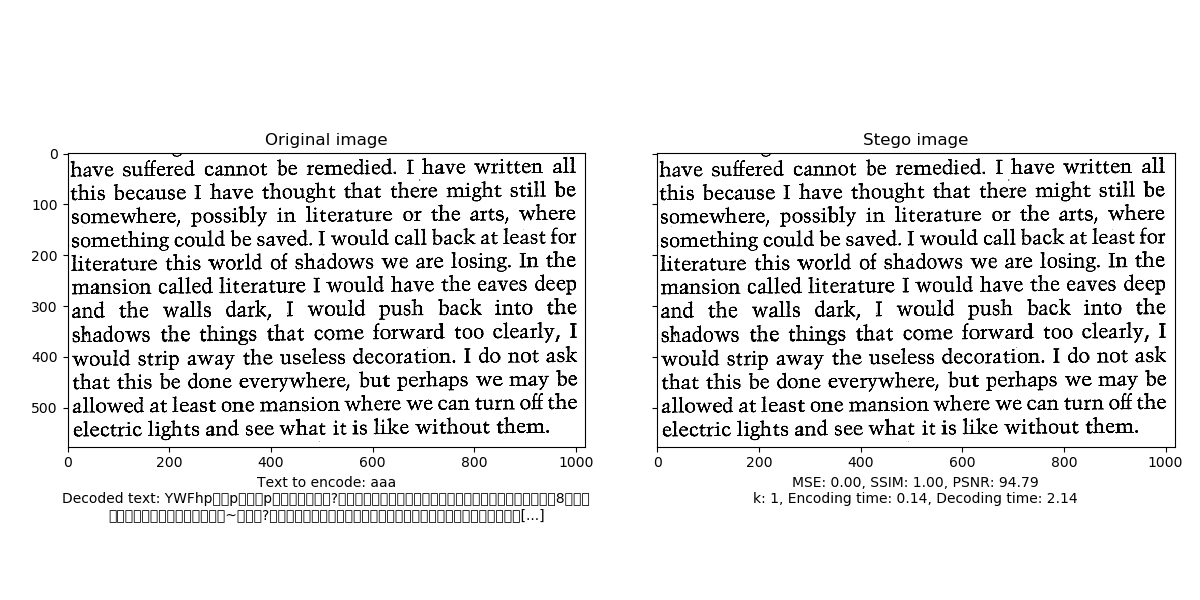 Original image
0
100
200
300
400
500
have suffered cannot be remedied. I have written all
this because I have thought that there might still be
somewhere, possibly in literature or the arts, where
something could be saved. I would call back at least for
literature this world of shadows we are losing. In the
mansion called literature I would have the eaves deep
and the walls dark, I would push back into the
shadows the things that come forward too clearly, I
would strip away the useless decoration. I do not ask
that this be done everywhere, but perhaps we may be
allowed at least one mansion where we can turn off the
electric lights and see what it is like without them.
0 200 400 600 800 1000
Text to encode: aaa
Decoded text:
[...]
Stego image
have suffered cannot be remedied. I have written all
this because I have thought that there might still be
somewhere, possibly in literature or the arts, where
something could be saved. I would call back at least for
literature this world of shadows we are losing. In the
mansion called literature I would have the eaves deep
and the walls dark, I would push back into the
shadows the things that come forward too clearly, I
would strip away the useless decoration. I do not ask
that this be done everywhere, but perhaps we may be
allowed at least one mansion where we can turn off the
electric lights and see what it is like without them.
0 200 400 600 800 1000
MSE: 0.00, SSIM: 1.00, PSNR: 94.79
k: 1, Encoding time: 0.14, Decoding time: 2.14